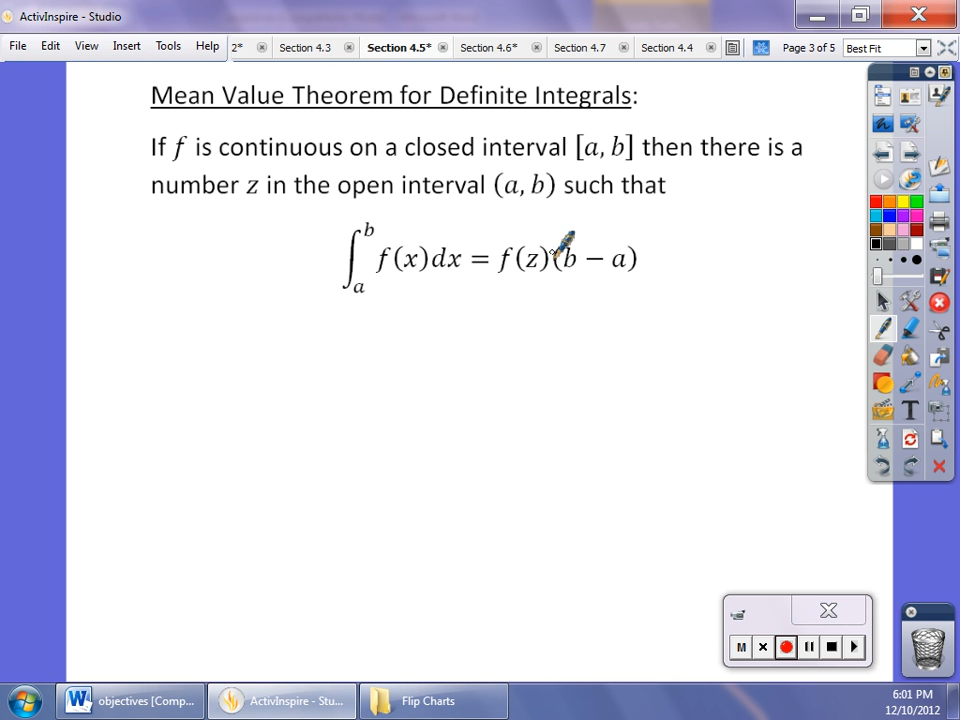 ActivInspire - Studio
File Edit View Insert Tools Help 2* Section 4.3 Section 4.5* Section 4.6* Section 4.7 Section 4.4 Page 3 of 5 Best Fit
Mean Value Theorem for Definite Integrals:
If f is continuous on a closed interval [a, b] then there is a
number z in the open interval (a, b) such that
∫_a^b f(x)dx = f(z)(b − a)
T
M
objectives [Comp... ActivInspire - Stu... Flip Charts
6:01 PM
12/10/2012